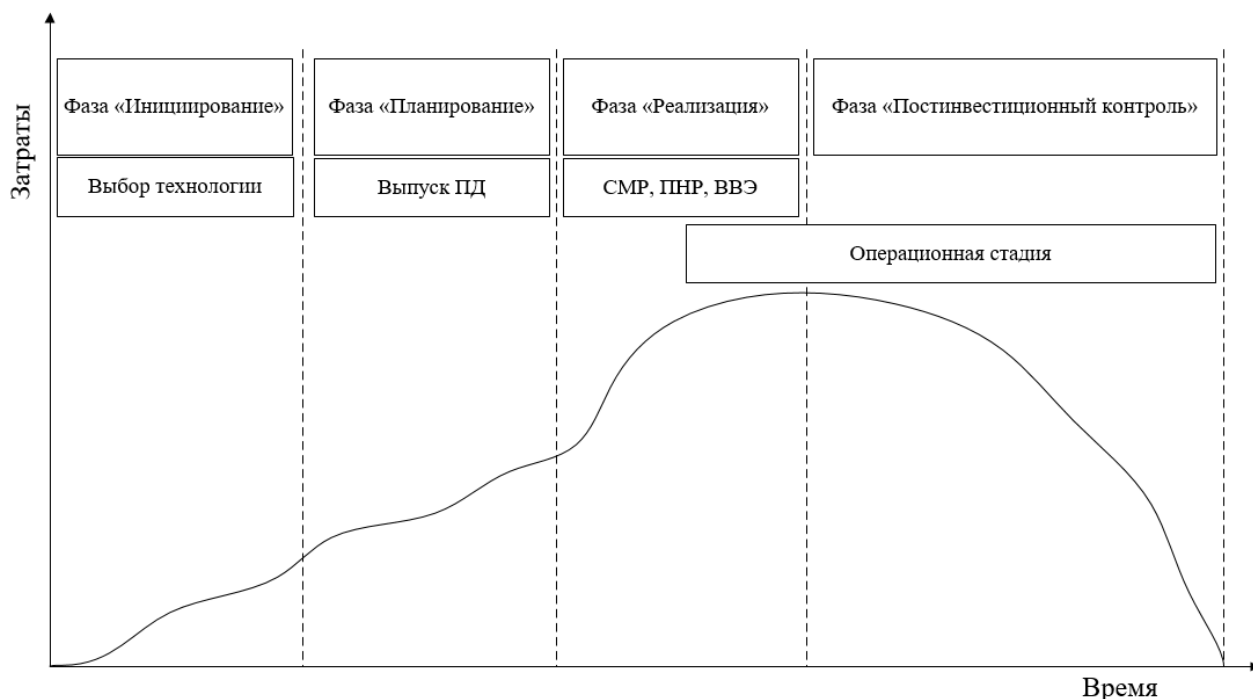 Затраты
Фаза «Инициирование»
Фаза «Планирование»
Фаза «Реализация»
Фаза «Постинвестиционный контроль»
Выбор технологии
Выпуск ПД
СМР, ПНР, ВВЭ
Операционная стадия
Время